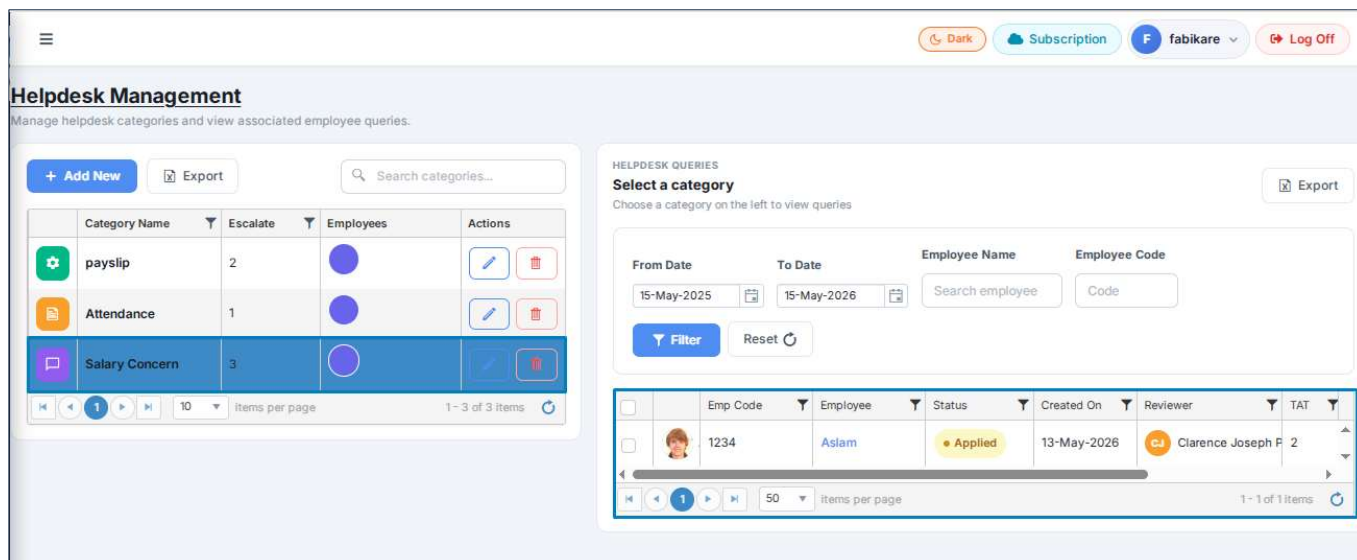 Dark
Subscription
F
fabikare
Log Off
Helpdesk Management
Manage helpdesk categories and view associated employee queries.
+ Add New
Export
Search categories...
Category Name Escalate Employees Actions
payslip 2
Attendance 1
Salary Concern 3
1 10 items per page 1 - 3 of 3 items
HELPDESK QUERIES
Select a category
Choose a category on the left to view queries
Export
From Date To Date Employee Name Employee Code
15-May-2025 15-May-2026 Search employee Code
Filter Reset
Emp Code Employee Status Created On Reviewer TAT
1234 Aslam Applied 13-May-2026 CJ Clarence Joseph P 2
1 50 items per page 1 - 1 of 1 items